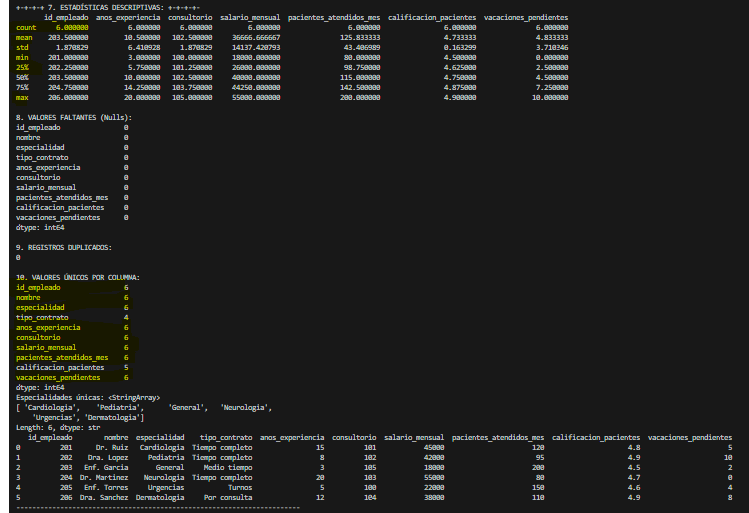 +-+-+-+ 7. ESTADÍSTICAS DESCRIPTIVAS: +-+-+-+-
id_empleado anos_experiencia consultorio salario_mensual pacientes_atendidos_mes calificacion_pacientes vacaciones_pendientes
count 6.000000 6.000000 6.000000 6.000000 6.000000 6.000000 6.000000
mean 203.500000 10.500000 102.500000 36666.666667 125.833333 4.733333 4.833333
std 1.870829 6.410928 1.870829 14137.420793 43.406989 0.163299 3.710346
min 201.000000 3.000000 100.000000 18000.000000 80.000000 4.500000 0.000000
25% 202.250000 5.750000 101.250000 26000.000000 98.750000 4.625000 2.500000
50% 203.500000 10.000000 102.500000 40000.000000 115.000000 4.750000 4.500000
75% 204.750000 14.250000 103.750000 44250.000000 142.500000 4.875000 7.250000
max 206.000000 20.000000 105.000000 55000.000000 200.000000 4.900000 10.000000
8. VALORES FALTANTES (Nulls):
id_empleado 0
nombre 0
especialidad 0
tipo_contrato 0
anos_experiencia 0
consultorio 0
salario_mensual 0
pacientes_atendidos_mes 0
calificacion_pacientes 0
vacaciones_pendientes 0
dtype: int64
9. REGISTROS DUPLICADOS:
0
10. VALORES ÚNICOS POR COLUMNA:
id_empleado 6
nombre 6
especialidad 6
tipo_contrato 4
anos_experiencia 6
consultorio 6
salario_mensual 6
pacientes_atendidos_mes 6
calificacion_pacientes 5
vacaciones_pendientes 6
dtype: int64
Especialidades únicas: <StringArray>
[ 'Cardiologia', 'Pediatria', 'General', 'Neurologia',
'Urgencias', 'Dermatologia']
Length: 6, dtype: str
id_empleado nombre especialidad tipo_contrato anos_experiencia consultorio salario_mensual pacientes_atendidos_mes calificacion_pacientes vacaciones_pendientes
0 201 Dr. Ruiz Cardiologia Tiempo completo 15 101 45000 120 4.8 5
1 202 Dra. Lopez Pediatria Tiempo completo 8 102 42000 95 4.9 10
2 203 Enf. Garcia General Medio tiempo 3 105 18000 200 4.5 2
3 204 Dr. Martinez Neurologia Tiempo completo 20 103 55000 80 4.7 0
4 205 Enf. Torres Urgencias Turnos 5 100 22000 150 4.6 4
5 206 Dra. Sanchez Dermatologia Por consulta 12 104 38000 110 4.9 8
----------------------------------------------------------------------